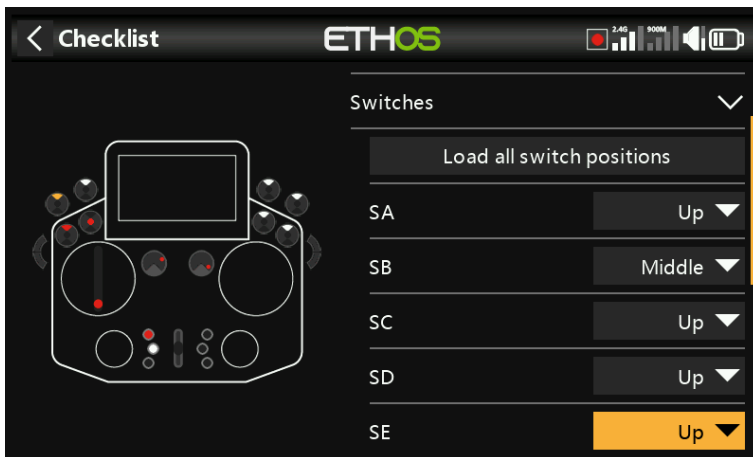 Checklist
ETHOS
2.4G 900M
Switches
Load all switch positions
SA Up
SB Middle
SC Up
SD Up
SE Up